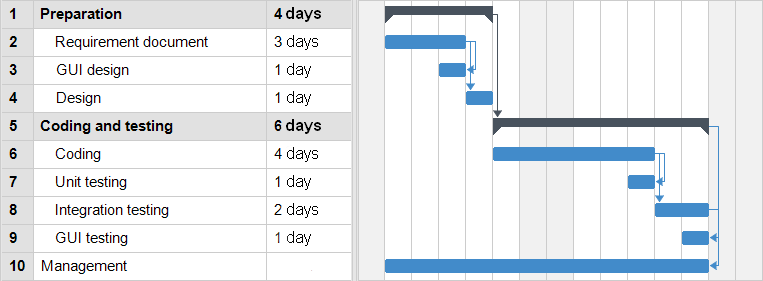 1 Preparation 4 days
2 Requirement document 3 days
3 GUI design 1 day
4 Design 1 day
5 Coding and testing 6 days
6 Coding 4 days
7 Unit testing 1 day
8 Integration testing 2 days
9 GUI testing 1 day
10 Management